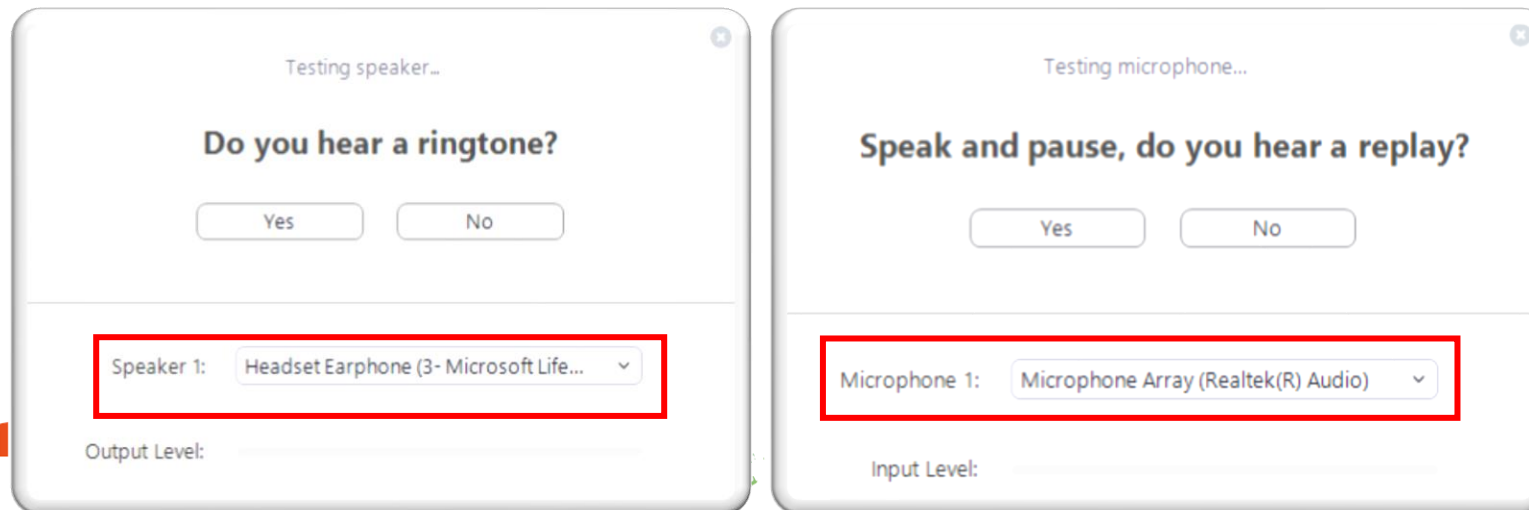 Testing speaker...
Do you hear a ringtone?
Yes No
Speaker 1: Headset Earphone (3- Microsoft Life...
Output Level:
Testing microphone...
Speak and pause, do you hear a replay?
Yes No
Microphone 1: Microphone Array (Realtek(R) Audio)
Input Level: